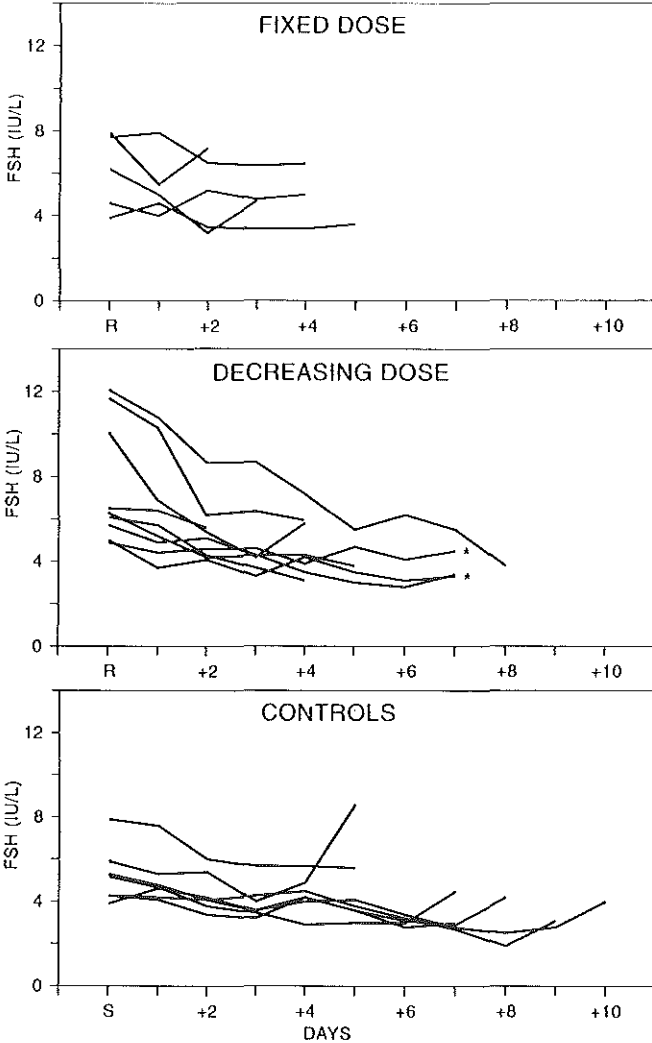 FIXED DOSE
12
8
4
0
FSH (IU/L)
R +2 +4 +6 +8 +10
DECREASING DOSE
12
8
4
0
FSH (IU/L)
*
*
R +2 +4 +6 +8 +10
CONTROLS
12
8
4
0
FSH (IU/L)
S +2 +4 +6 +8 +10
DAYS